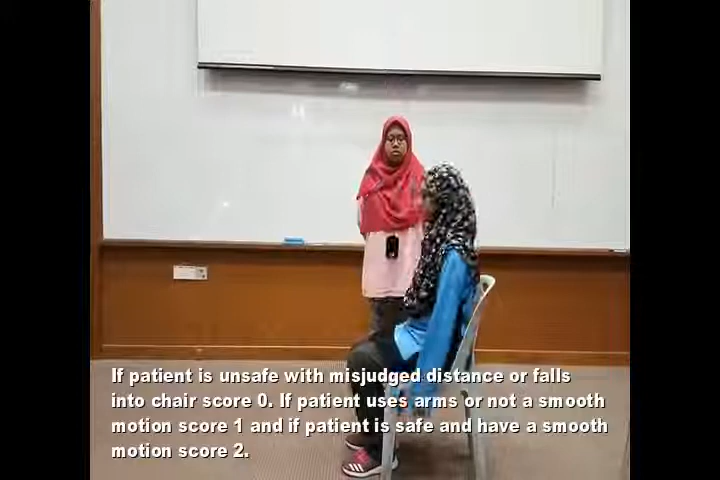 If patient is unsafe with misjudged distance or falls
into chair score 0. If patient uses arms or not a smooth
motion score 1 and if patient is safe and have a smooth
motion score 2.